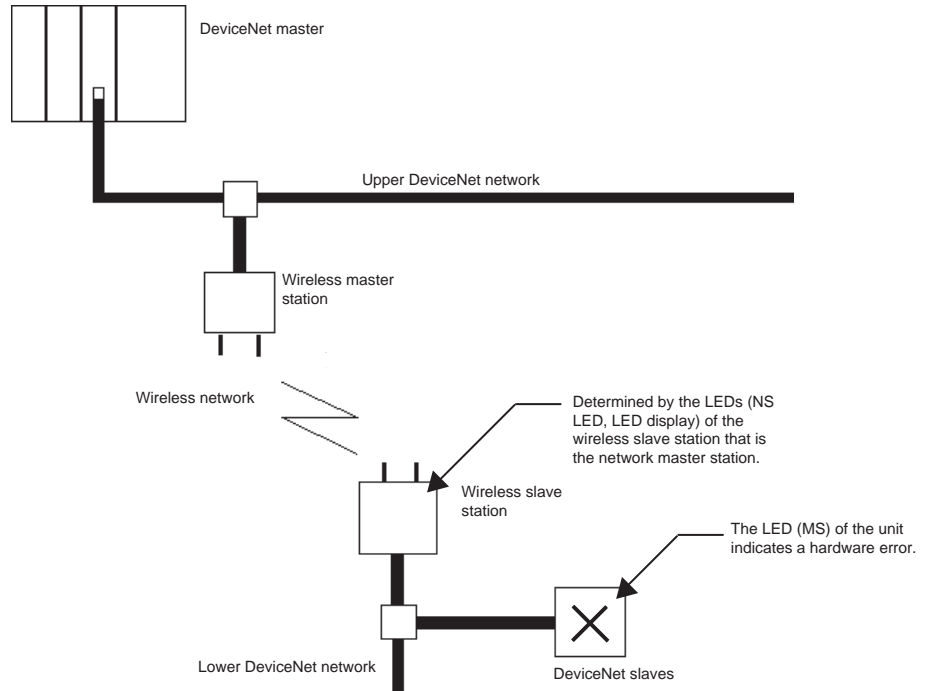 DeviceNet master
Upper DeviceNet network
Wireless master
station
Wireless network
Determined by the LEDs (NS
LED, LED display) of the
wireless slave station that is
the network master station.
Wireless slave
station
The LED (MS) of the unit
indicates a hardware error.
Lower DeviceNet network
DeviceNet slaves